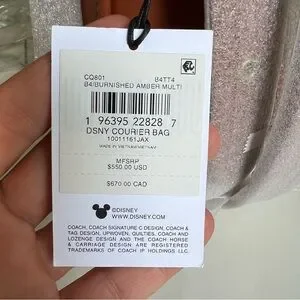 CQ801 B4TT4
B4/BURNISHED AMBER MULTI
1 96395 22828 7
DSNY COURIER BAG
10011161JAX
MADE IN VIETNAM/VIETNAM
MFSRP
$550.00 USD
$670.00 CAD
©DISNEY
WWW.DISNEY.COM
COACH, COACH SIGNATURE C DESIGN, COACH &
TAG DESIGN, UPWOVEN, QUILTIES, COACH AND
LOZENGE DESIGN AND THE COACH HORSE
& CARRIAGE DESIGN ARE REGISTERED
TRADEMARKS OF COACH IP HOLDINGS LLC.